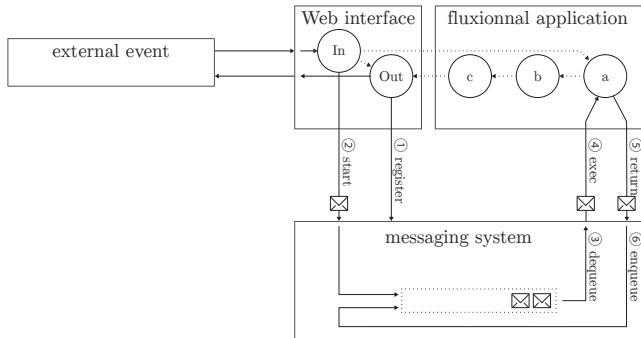 Web interface
fluxionnal application
external event
In
Out
c
b
a
② start
① register
④ exec
⑤ return
messaging system
③ dequeue
⑥ enqueue